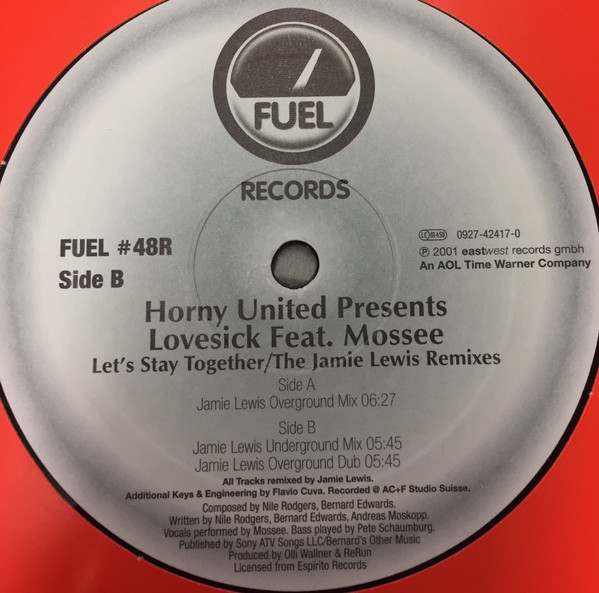 FUEL
RECORDS
FUEL #48R
Side B
LC 01450 0927-42417-0
℗ 2001 eastwest records gmbh
An AOL Time Warner Company
Horny United Presents
Lovesick Feat. Mossee
Let's Stay Together/The Jamie Lewis Remixes
Side A
Jamie Lewis Overground Mix 06:27
Side B
Jamie Lewis Underground Mix 05:45
Jamie Lewis Overground Dub 05:45
All Tracks remixed by Jamie Lewis.
Additional Keys & Engineering by Flavio Cuva. Recorded @ AC+F Studio Suisse.
Composed by Nile Rodgers, Bernard Edwards.
Written by Nile Rodgers, Bernard Edwards, Andreas Moskopp.
Vocals performed by Mossee. Bass played by Pete Schaumburg.
Published by Sony ATV Songs LLC/Bernard's Other Music
Produced by Olli Wallner & ReRun
Licensed from Espirito Records